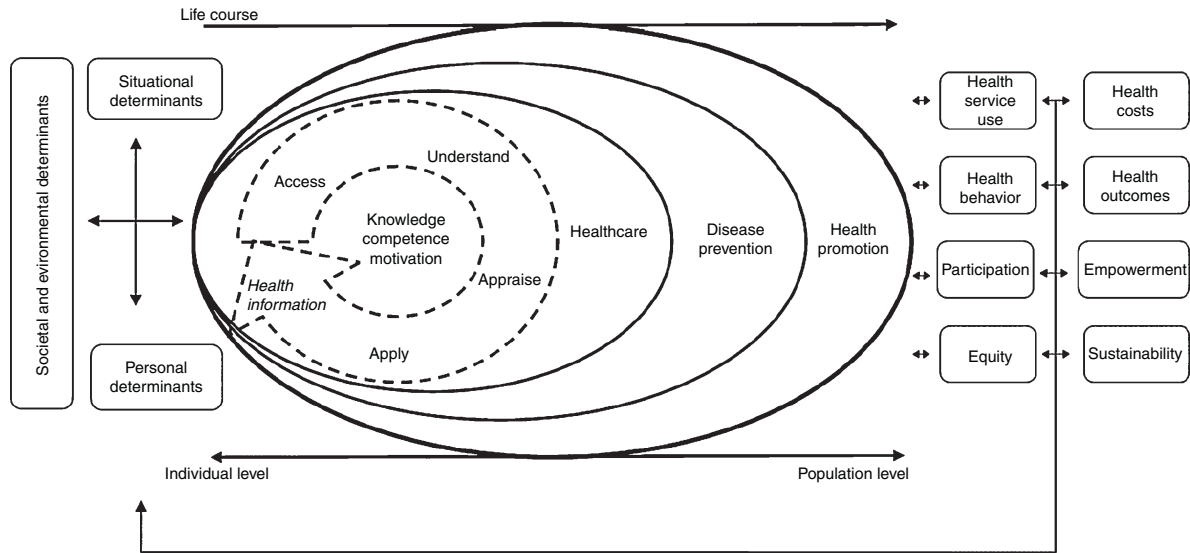 Life course
Societal and evironmental determinants
Situational
determinants
Personal
determinants
Access
Understand
Knowledge
competence
motivation
Appraise
Health
information
Apply
Healthcare
Disease
prevention
Health
promotion
Health
service
use
Health
costs
Health
behavior
Health
outcomes
Participation
Empowerment
Equity
Sustainability
Individual level
Population level